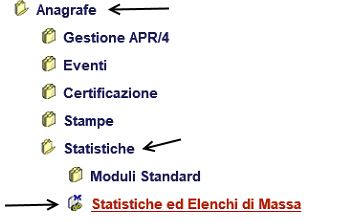 Anagrafe
Gestione APR/4
Eventi
Certificazione
Stampe
Statistiche
Moduli Standard
Statistiche ed Elenchi di Massa